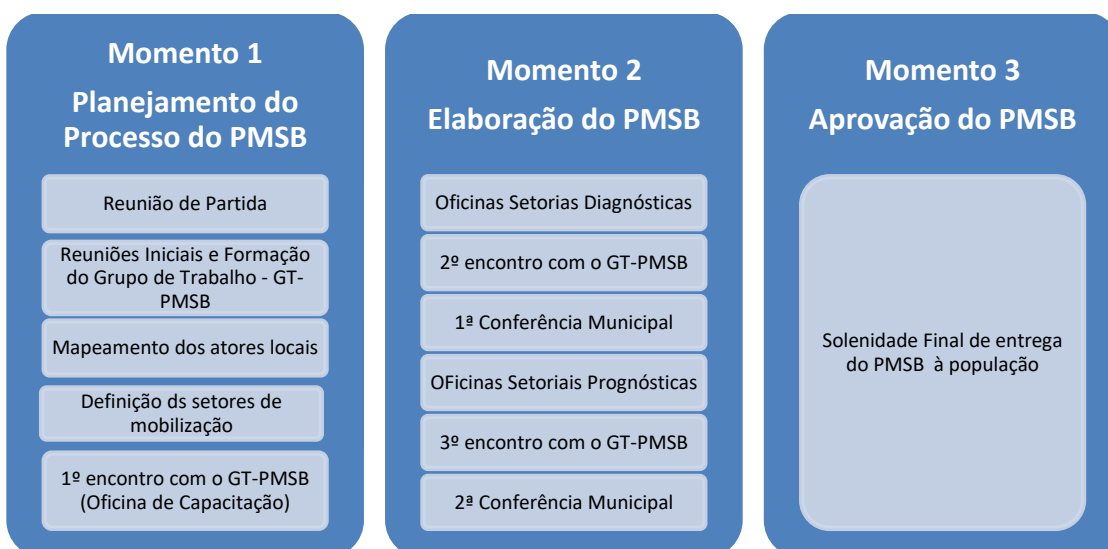 Momento 1
Planejamento do
Processo do PMSB
Reunião de Partida
Reuniões Iniciais e Formação
do Grupo de Trabalho - GT-
PMSB
Mapeamento dos atores locais
Definição ds setores de
mobilização
1º encontro com o GT-PMSB
(Oficina de Capacitação)
Momento 2
Elaboração do PMSB
Oficinas Setorias Diagnósticas
2º encontro com o GT-PMSB
1ª Conferência Municipal
OFicinas Setoriais Prognósticas
3º encontro com o GT-PMSB
2ª Conferência Municipal
Momento 3
Aprovação do PMSB
Solenidade Final de entrega
do PMSB à população